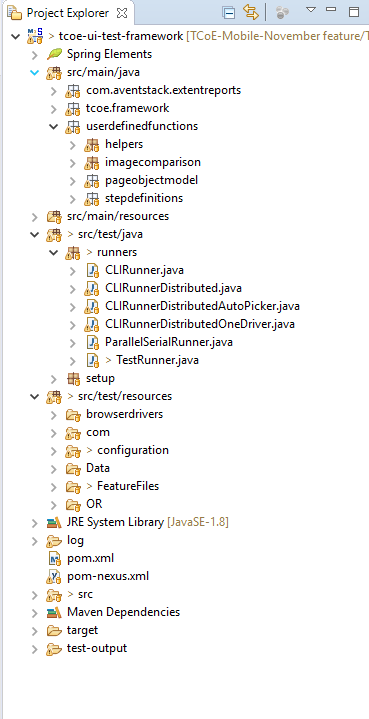 Project Explorer
> tcoe-ui-test-framework [TCoE-Mobile-November feature/T
Spring Elements
src/main/java
com.aventstack.extentreports
tcoe.framework
userdefinedfunctions
helpers
imagecomparison
pageobjectmodel
stepdefinitions
src/main/resources
> src/test/java
> runners
CLIRunner.java
CLIRunnerDistributed.java
CLIRunnerDistributedAutoPicker.java
CLIRunnerDistributedOneDriver.java
ParallelSerialRunner.java
> TestRunner.java
setup
> src/test/resources
browserdrivers
com
> configuration
Data
> FeatureFiles
OR
JRE System Library [JavaSE-1.8]
log
pom.xml
pom-nexus.xml
> src
Maven Dependencies
target
test-output